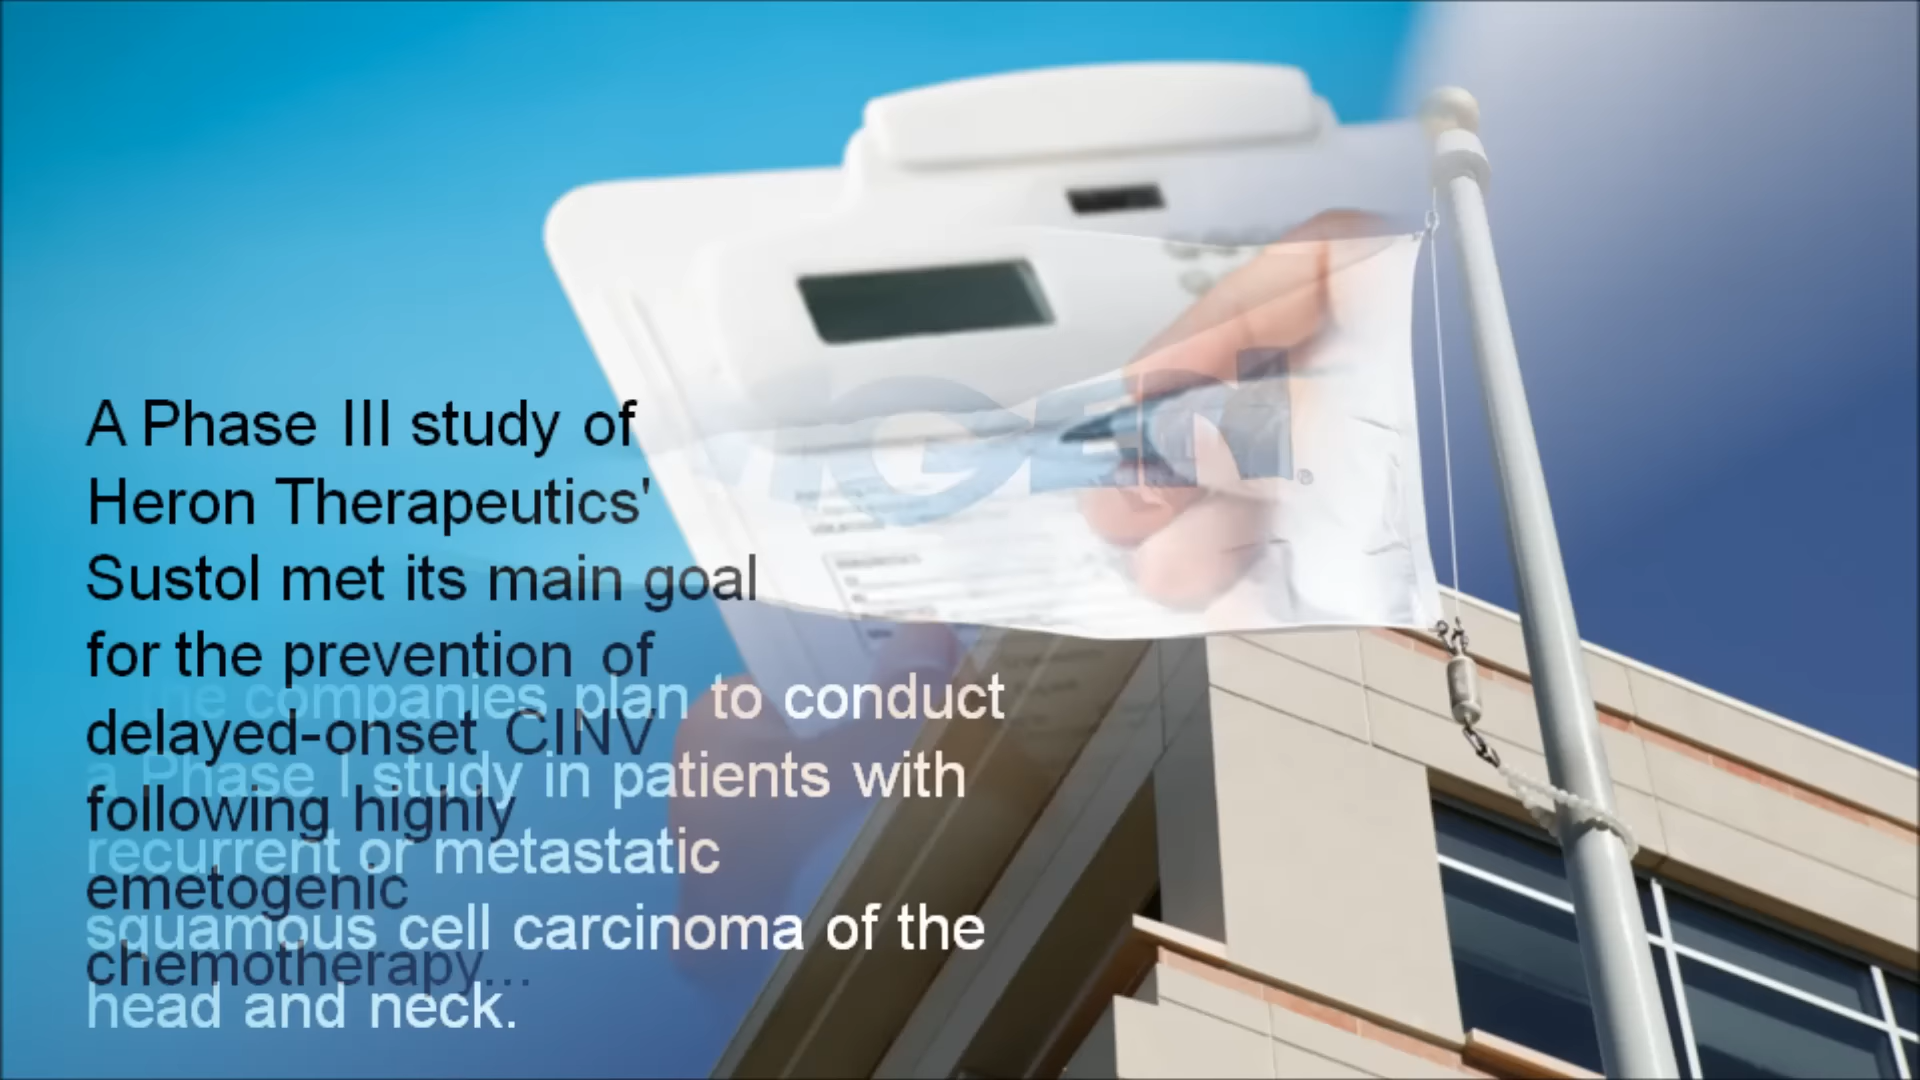 A Phase III study of
Heron Therapeutics'
Sustol met its main goal
for the prevention of
delayed-onset CINV
following highly
emetogenic
chemotherapy...
the companies plan to conduct
a Phase I study in patients with
recurrent or metastatic
squamous cell carcinoma of the
head and neck.